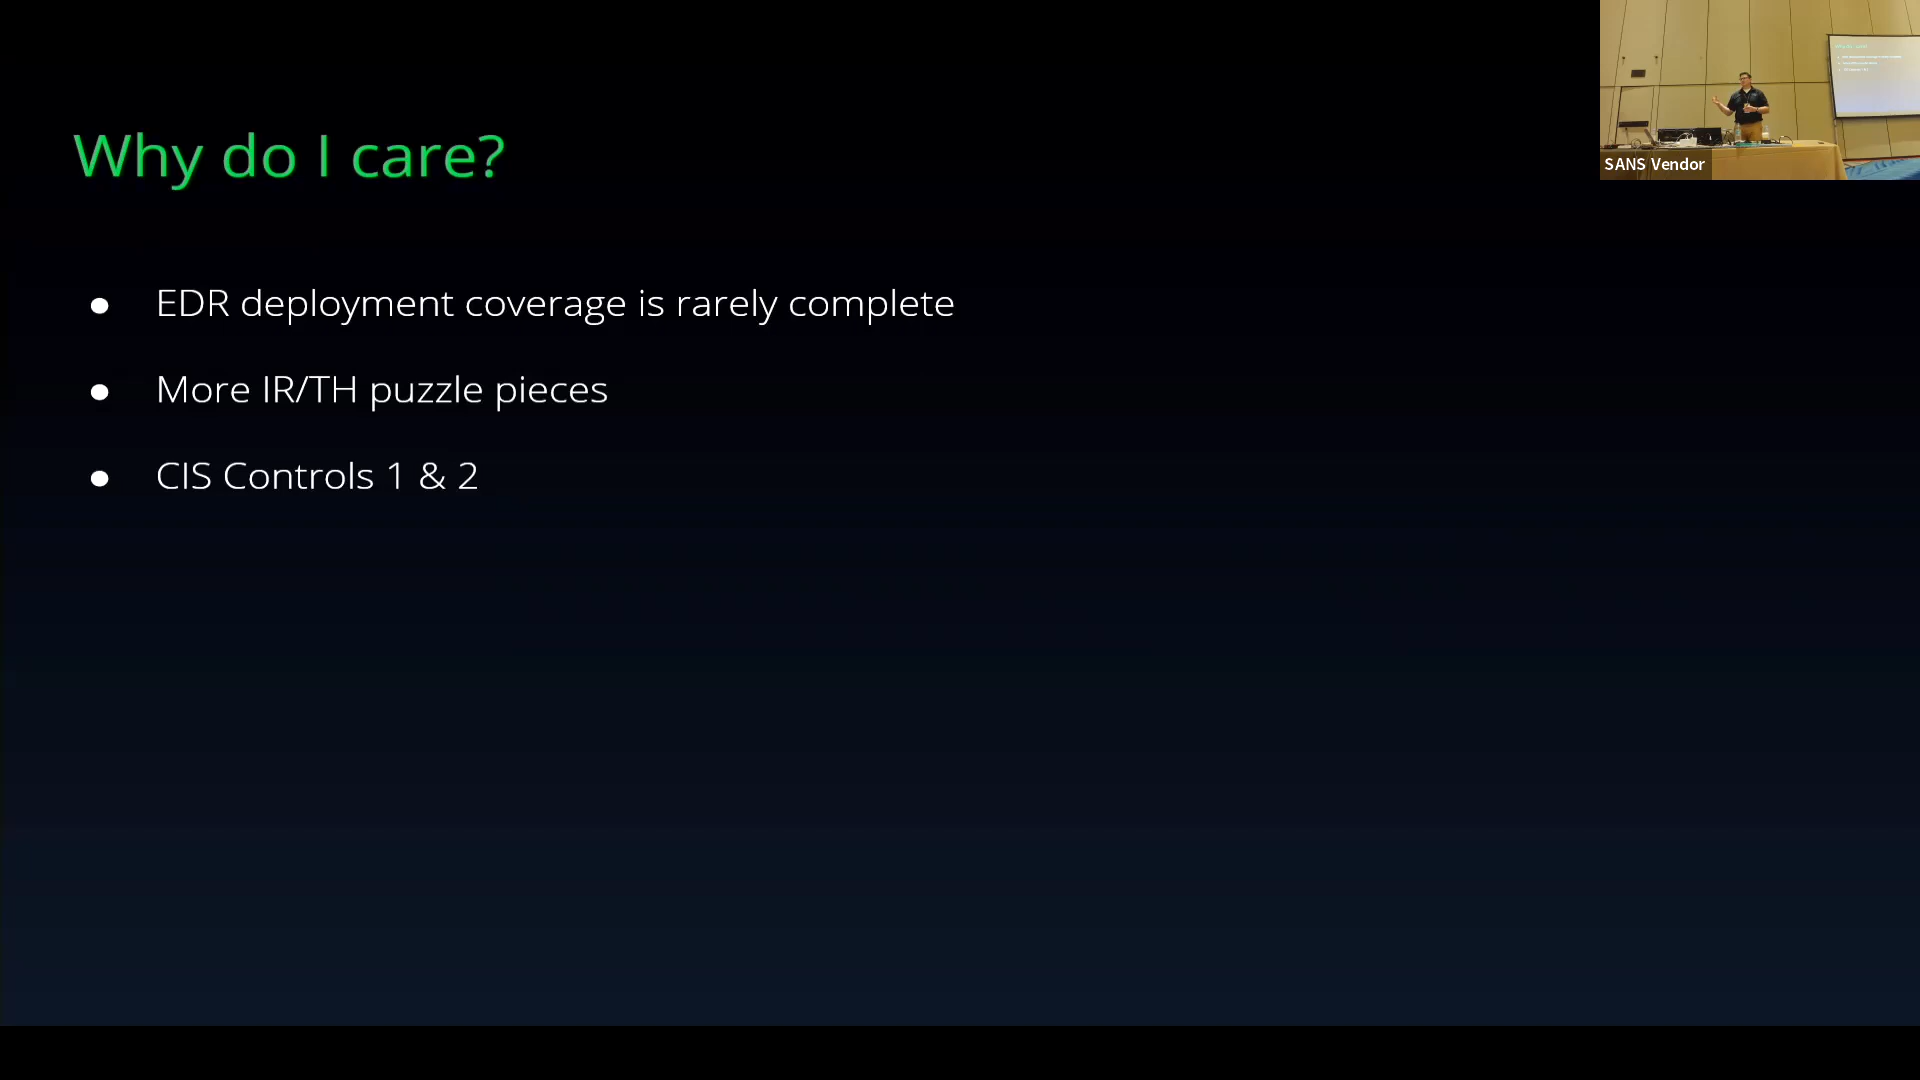 Why do I care?
● EDR deployment coverage is rarely complete
● More IR/TH puzzle pieces
● CIS Controls 1 & 2
SANS Vendor